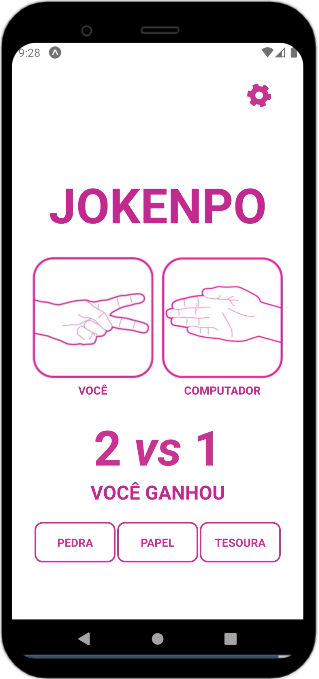 9:28
JOKENPO
VOCÊ COMPUTADOR
2 vs 1
VOCÊ GANHOU
PEDRA PAPEL TESOURA